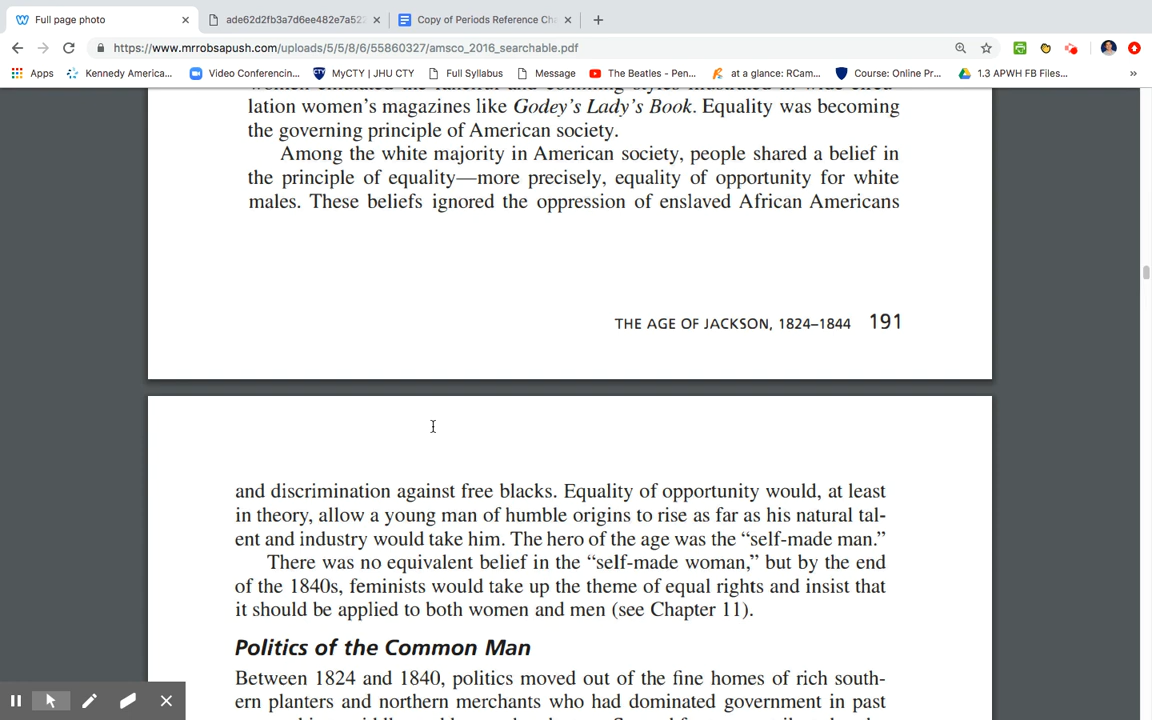 Full page photo
ade62d2fb3a7d6ee482e7a522
Copy of Periods Reference Ch
https://www.mrrobsapush.com/uploads/5/5/8/6/55860327/amsco_2016_searchable.pdf
Apps Kennedy America... Video Conferencin... MyCTY | JHU CTY Full Syllabus Message The Beatles - Pen... at a glance: RCam... Course: Online Pr... 1.3 APWH FB Files... »
lation women's magazines like Godey's Lady's Book. Equality was becoming
the governing principle of American society.
Among the white majority in American society, people shared a belief in
the principle of equality—more precisely, equality of opportunity for white
males. These beliefs ignored the oppression of enslaved African Americans
THE AGE OF JACKSON, 1824–1844 191
and discrimination against free blacks. Equality of opportunity would, at least
in theory, allow a young man of humble origins to rise as far as his natural tal-
ent and industry would take him. The hero of the age was the “self-made man.”
There was no equivalent belief in the “self-made woman,” but by the end
of the 1840s, feminists would take up the theme of equal rights and insist that
it should be applied to both women and men (see Chapter 11).
Politics of the Common Man
Between 1824 and 1840, politics moved out of the fine homes of rich south-
ern planters and northern merchants who had dominated government in past